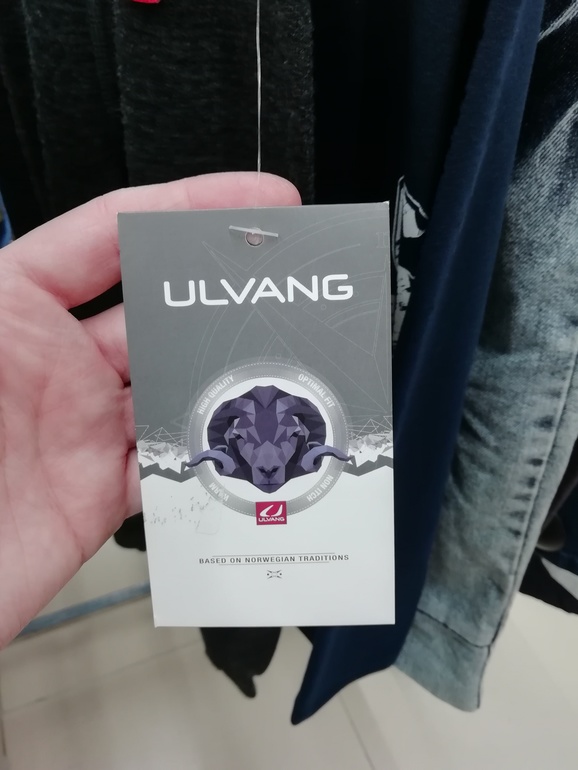 ULVANG
HIGH QUALITY
OPTIMAL FIT
WARM
NON ITCH
ULVANG
BASED ON NORWEGIAN TRADITIONS